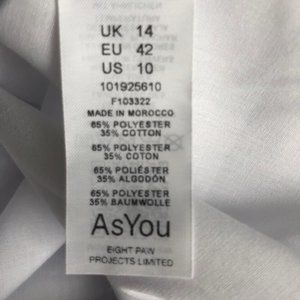 UK 14
EU 42
US 10
101925610
F103322
MADE IN MOROCCO
65% POLYESTER
35% COTTON
65% POLYESTER
35% COTON
65% POLIÉSTER
35% ALGODÓN
65% POLYESTER
35% BAUMWOLLE
AsYou
EIGHT PAW
PROJECTS LIMITED